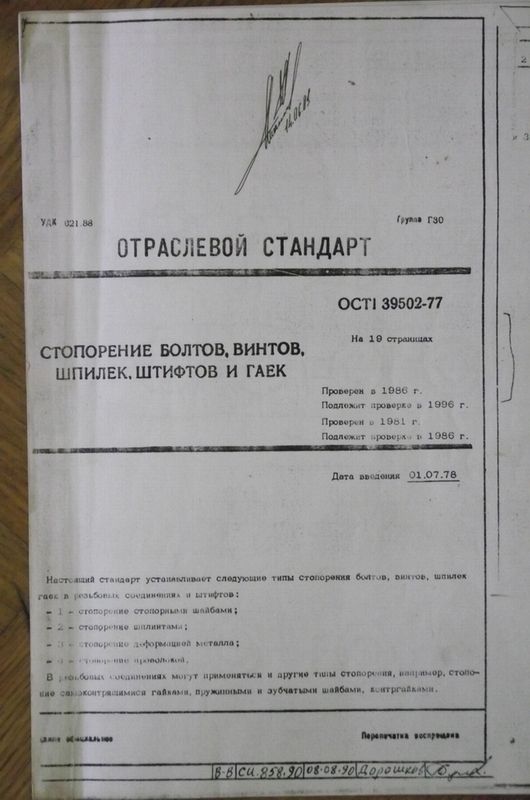 УДК 621.88
Группа Г30
ОТРАСЛЕВОЙ СТАНДАРТ
ОСТ1 39502-77
На 19 страницах
СТОПОРЕНИЕ БОЛТОВ, ВИНТОВ,
ШПИЛЕК, ШТИФТОВ И ГАЕК
Проверен в 1986 г.
Подлежит проверке в 1996 г.
Проверен в 1981 г.
Подлежит проверке в 1986 г.
Дата введения 01.07.78
Настоящий стандарт устанавливает следующие типы стопорения болтов, винтов, шпилек
гаек в резьбовых соединениях и штифтов:
– 1 – стопорение стопорными шайбами;
– 2 – стопорение шплинтами;
– 3 – стопорение деформацией металла;
– 4 – стопорение проволокой.
В резьбовых соединениях могут применяться и другие типы стопорения, например, стопо-
ние самоконтрящимися гайками, пружинными и зубчатыми шайбами, контргайками.
официальное
Перепечатка воспрещена
В-В СИ.858.90 08-08-90 Дорошков